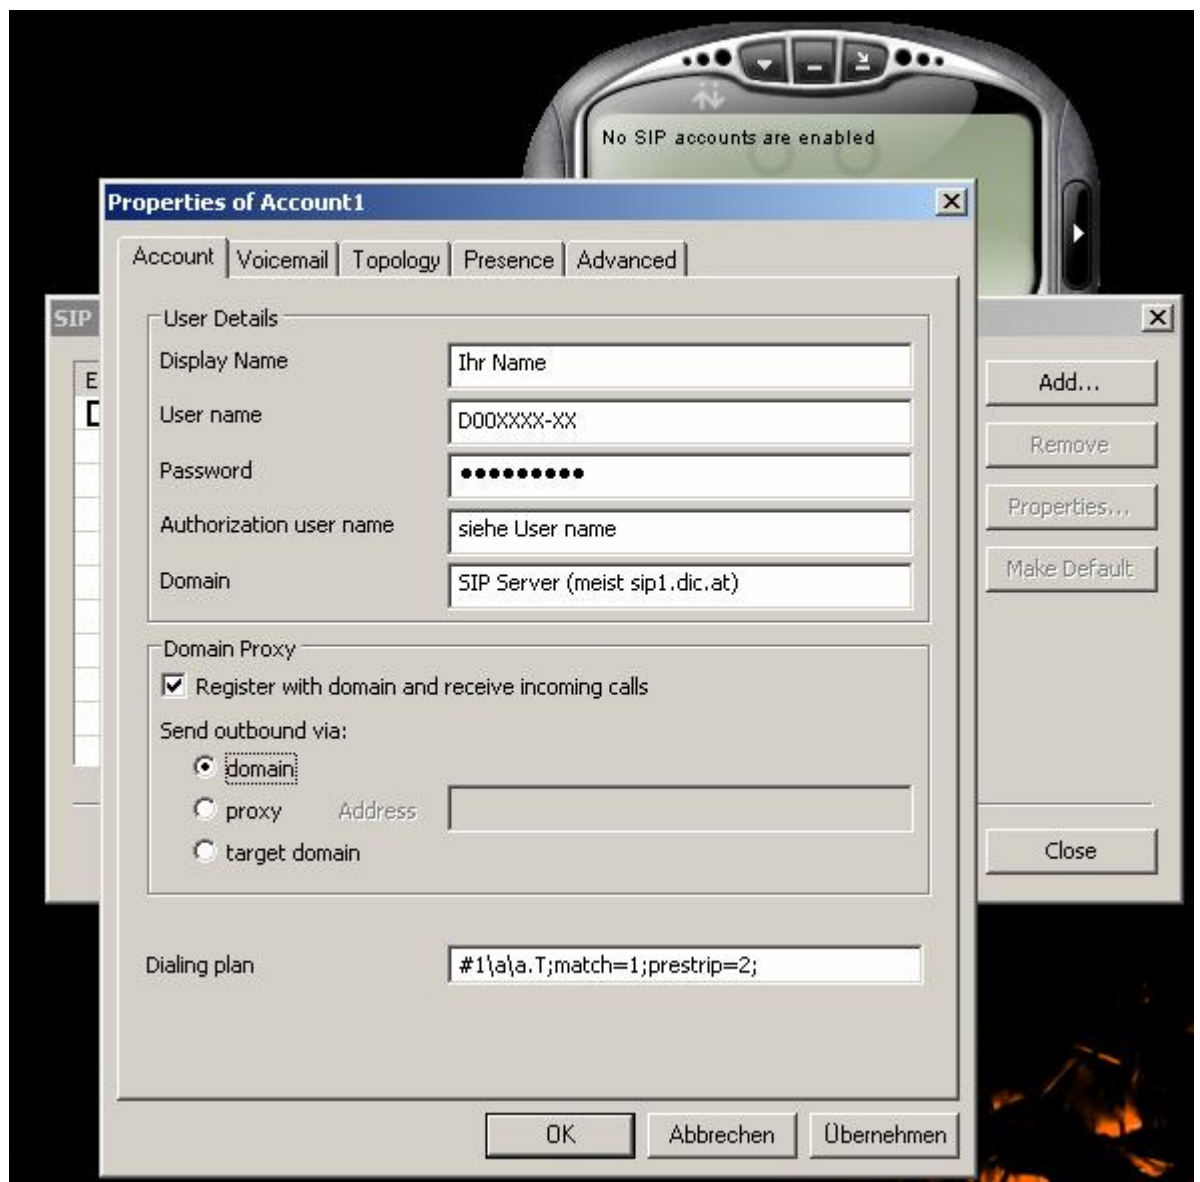 No SIP accounts are enabled
Properties of Account1
Account Voicemail Topology Presence Advanced
SIP
User Details
Display Name Ihr Name
E
Add...
D
User name D00XXXX-XX
Remove
Password •••••••••
Properties...
Authorization user name siehe User name
Make Default
Domain SIP Server (meist sip1.dic.at)
Domain Proxy
Register with domain and receive incoming calls
Send outbound via:
domain
proxy Address
target domain
Close
Dialing plan #1\a\a.T;match=1;prestrip=2;
OK Abbrechen Übernehmen